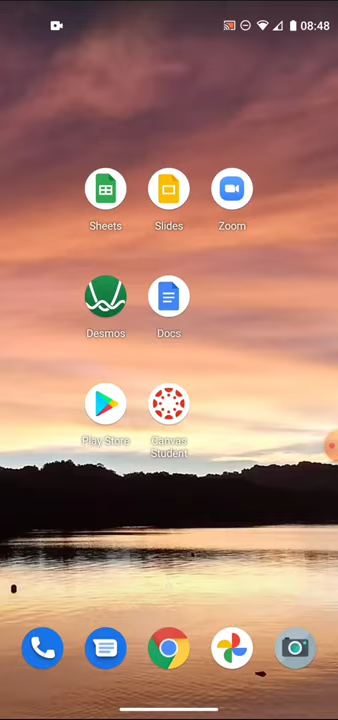 08:48
Sheets
Slides
Zoom
Desmos
Docs
Play Store
Canvas
Student